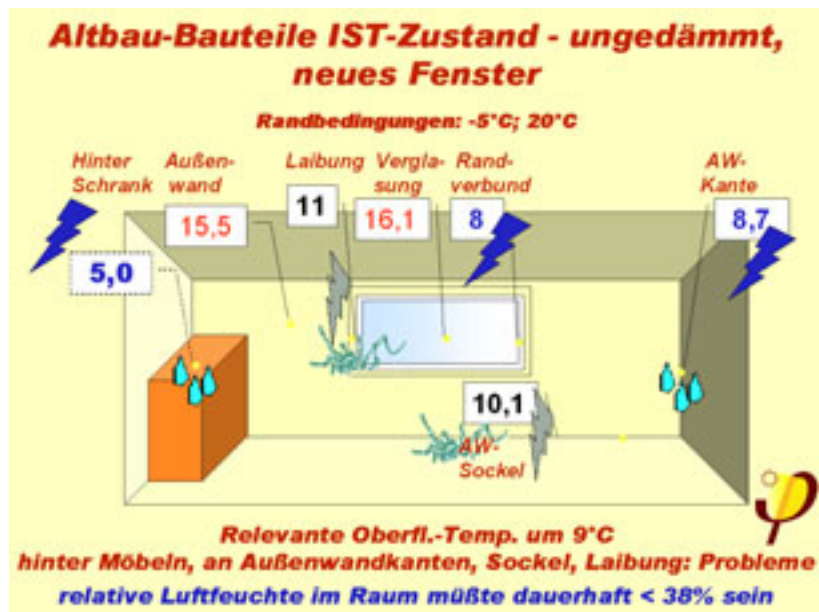 Altbau-Bauteile IST-Zustand - ungedämmt,
neues Fenster
Randbedingungen: -5°C; 20°C
Hinter Schrank
Außen-
wand
Laibung
Vergla-
sung
Rand-
verbund
AW-
Kante
15,5
11
16,1
8
8,7
5,0
10,1
AW-
Sockel
Relevante Oberfl.-Temp. um 9°C
hinter Möbeln, an Außenwandkanten, Sockel, Laibung: Probleme
relative Luftfeuchte im Raum müßte dauerhaft < 38% sein